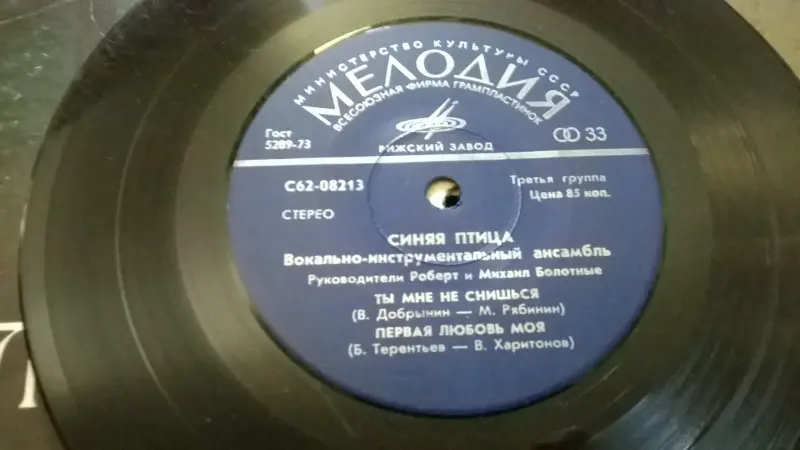 МИНИСТЕРСТВО КУЛЬТУРЫ СССР
МЕЛОДИЯ
ВСЕСОЮЗНАЯ ФИРМА ГРАМПЛАСТИНОК
Гост
5289-73
33
РИЖСКИЙ ЗАВОД
С62-08213
Третья группа
Цена 85 коп.
СТЕРЕО
СИНЯЯ ПТИЦА
Вокально-инструментальный ансамбль
Руководители Роберт и Михаил Болотные
ТЫ МНЕ НЕ СНИШЬСЯ
(В. Добрынин — М. Рябинин)
ПЕРВАЯ ЛЮБОВЬ МОЯ
(Б. Терентьев — В. Харитонов)
7